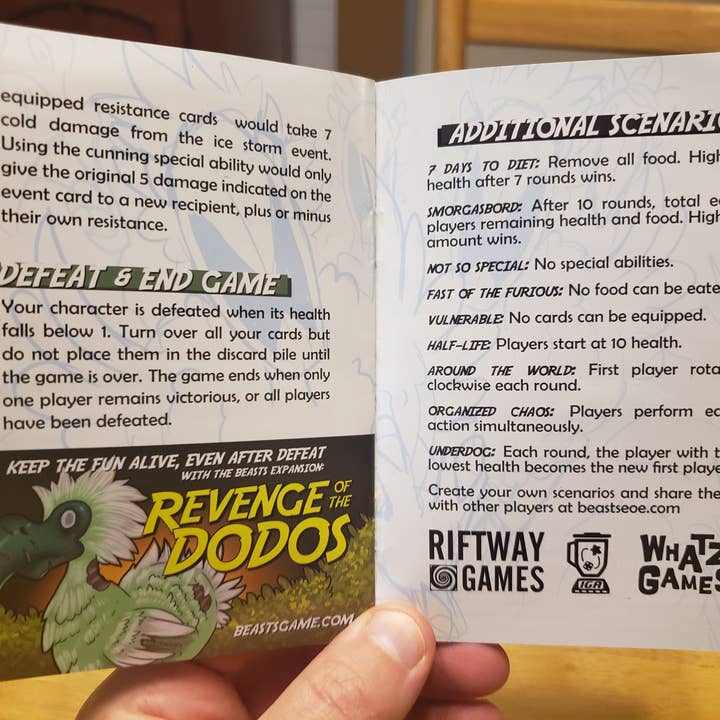 equipped resistance cards would take 7
cold damage from the ice storm event.
Using the cunning special ability would only
give the original 5 damage indicated on the
event card to a new recipient, plus or minus
their own resistance.
DEFEAT & END GAME
Your character is defeated when its health
falls below 1. Turn over all your cards but
do not place them in the discard pile until
the game is over. The game ends when only
one player remains victorious, or all players
have been defeated.
KEEP THE FUN ALIVE, EVEN AFTER DEFEAT
WITH THE BEASTS EXPANSION:
REVENGE OF THE
DODOS
BEASTSGAME.COM
ADDITIONAL SCENARI
7 DAYS TO DIET: Remove all food. High
health after 7 rounds wins.
SMORGASBORD: After 10 rounds, total e
players remaining health and food. High
amount wins.
NOT SO SPECIAL: No special abilities.
FAST OF THE FURIOUS: No food can be eate
VULNERABLE: No cards can be equipped.
HALF-LIFE: Players start at 10 health.
AROUND THE WORLD: First player rota
clockwise each round.
ORGANIZED CHAOS: Players perform ea
action simultaneously.
UNDERDOG: Each round, the player with t
lowest health becomes the new first playe
Create your own scenarios and share the
with other players at beastseoe.com
RIFTWAY
GAMES
IGA
WHATZ
GAMES